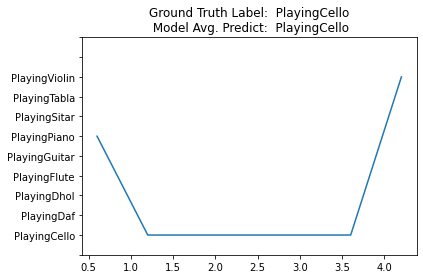 Ground Truth Label:  PlayingCello
Model Avg. Predict:  PlayingCello
PlayingViolin
PlayingTabla
PlayingSitar
PlayingPiano
PlayingGuitar
PlayingFlute
PlayingDhol
PlayingDaf
PlayingCello
0.5 1.0 1.5 2.0 2.5 3.0 3.5 4.0